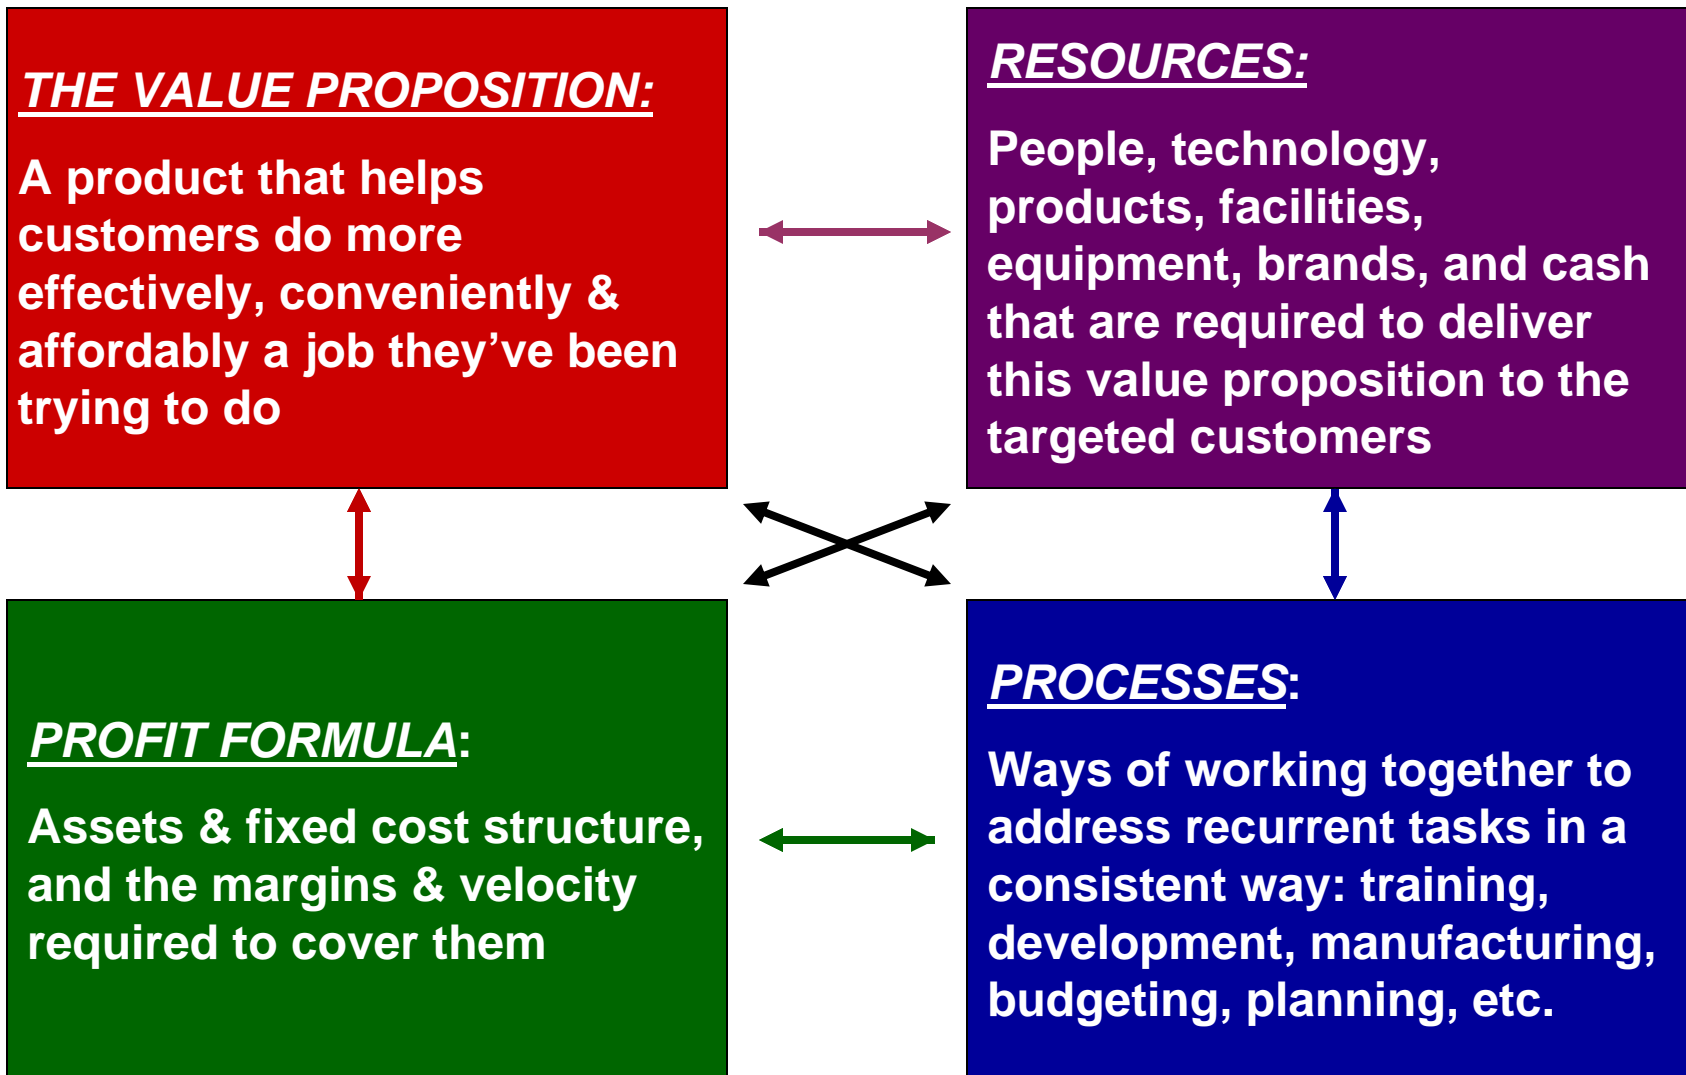 THE VALUE PROPOSITION:
A product that helps
customers do more
effectively, conveniently &
affordably a job they’ve been
trying to do
RESOURCES:
People, technology,
products, facilities,
equipment, brands, and cash
that are required to deliver
this value proposition to the
targeted customers
PROFIT FORMULA:
Assets & fixed cost structure,
and the margins & velocity
required to cover them
PROCESSES:
Ways of working together to
address recurrent tasks in a
consistent way: training,
development, manufacturing,
budgeting, planning, etc.